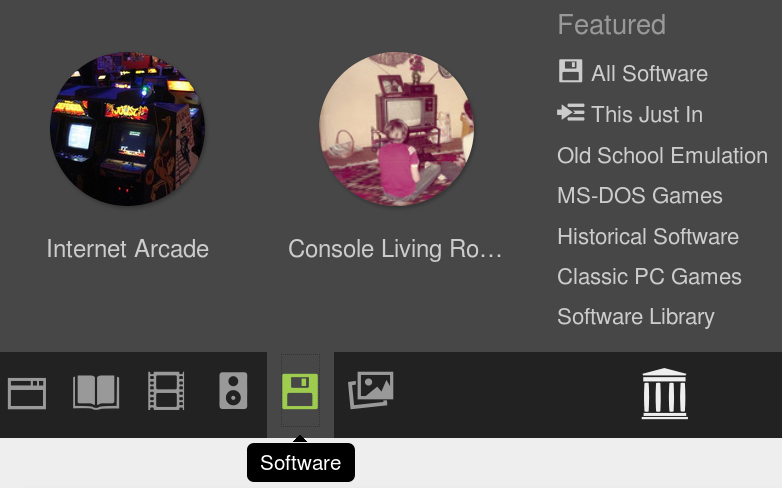 Featured
All Software
This Just In
Old School Emulation
MS-DOS Games
Historical Software
Classic PC Games
Software Library
JOUST
Internet Arcade
Console Living Ro…
Software